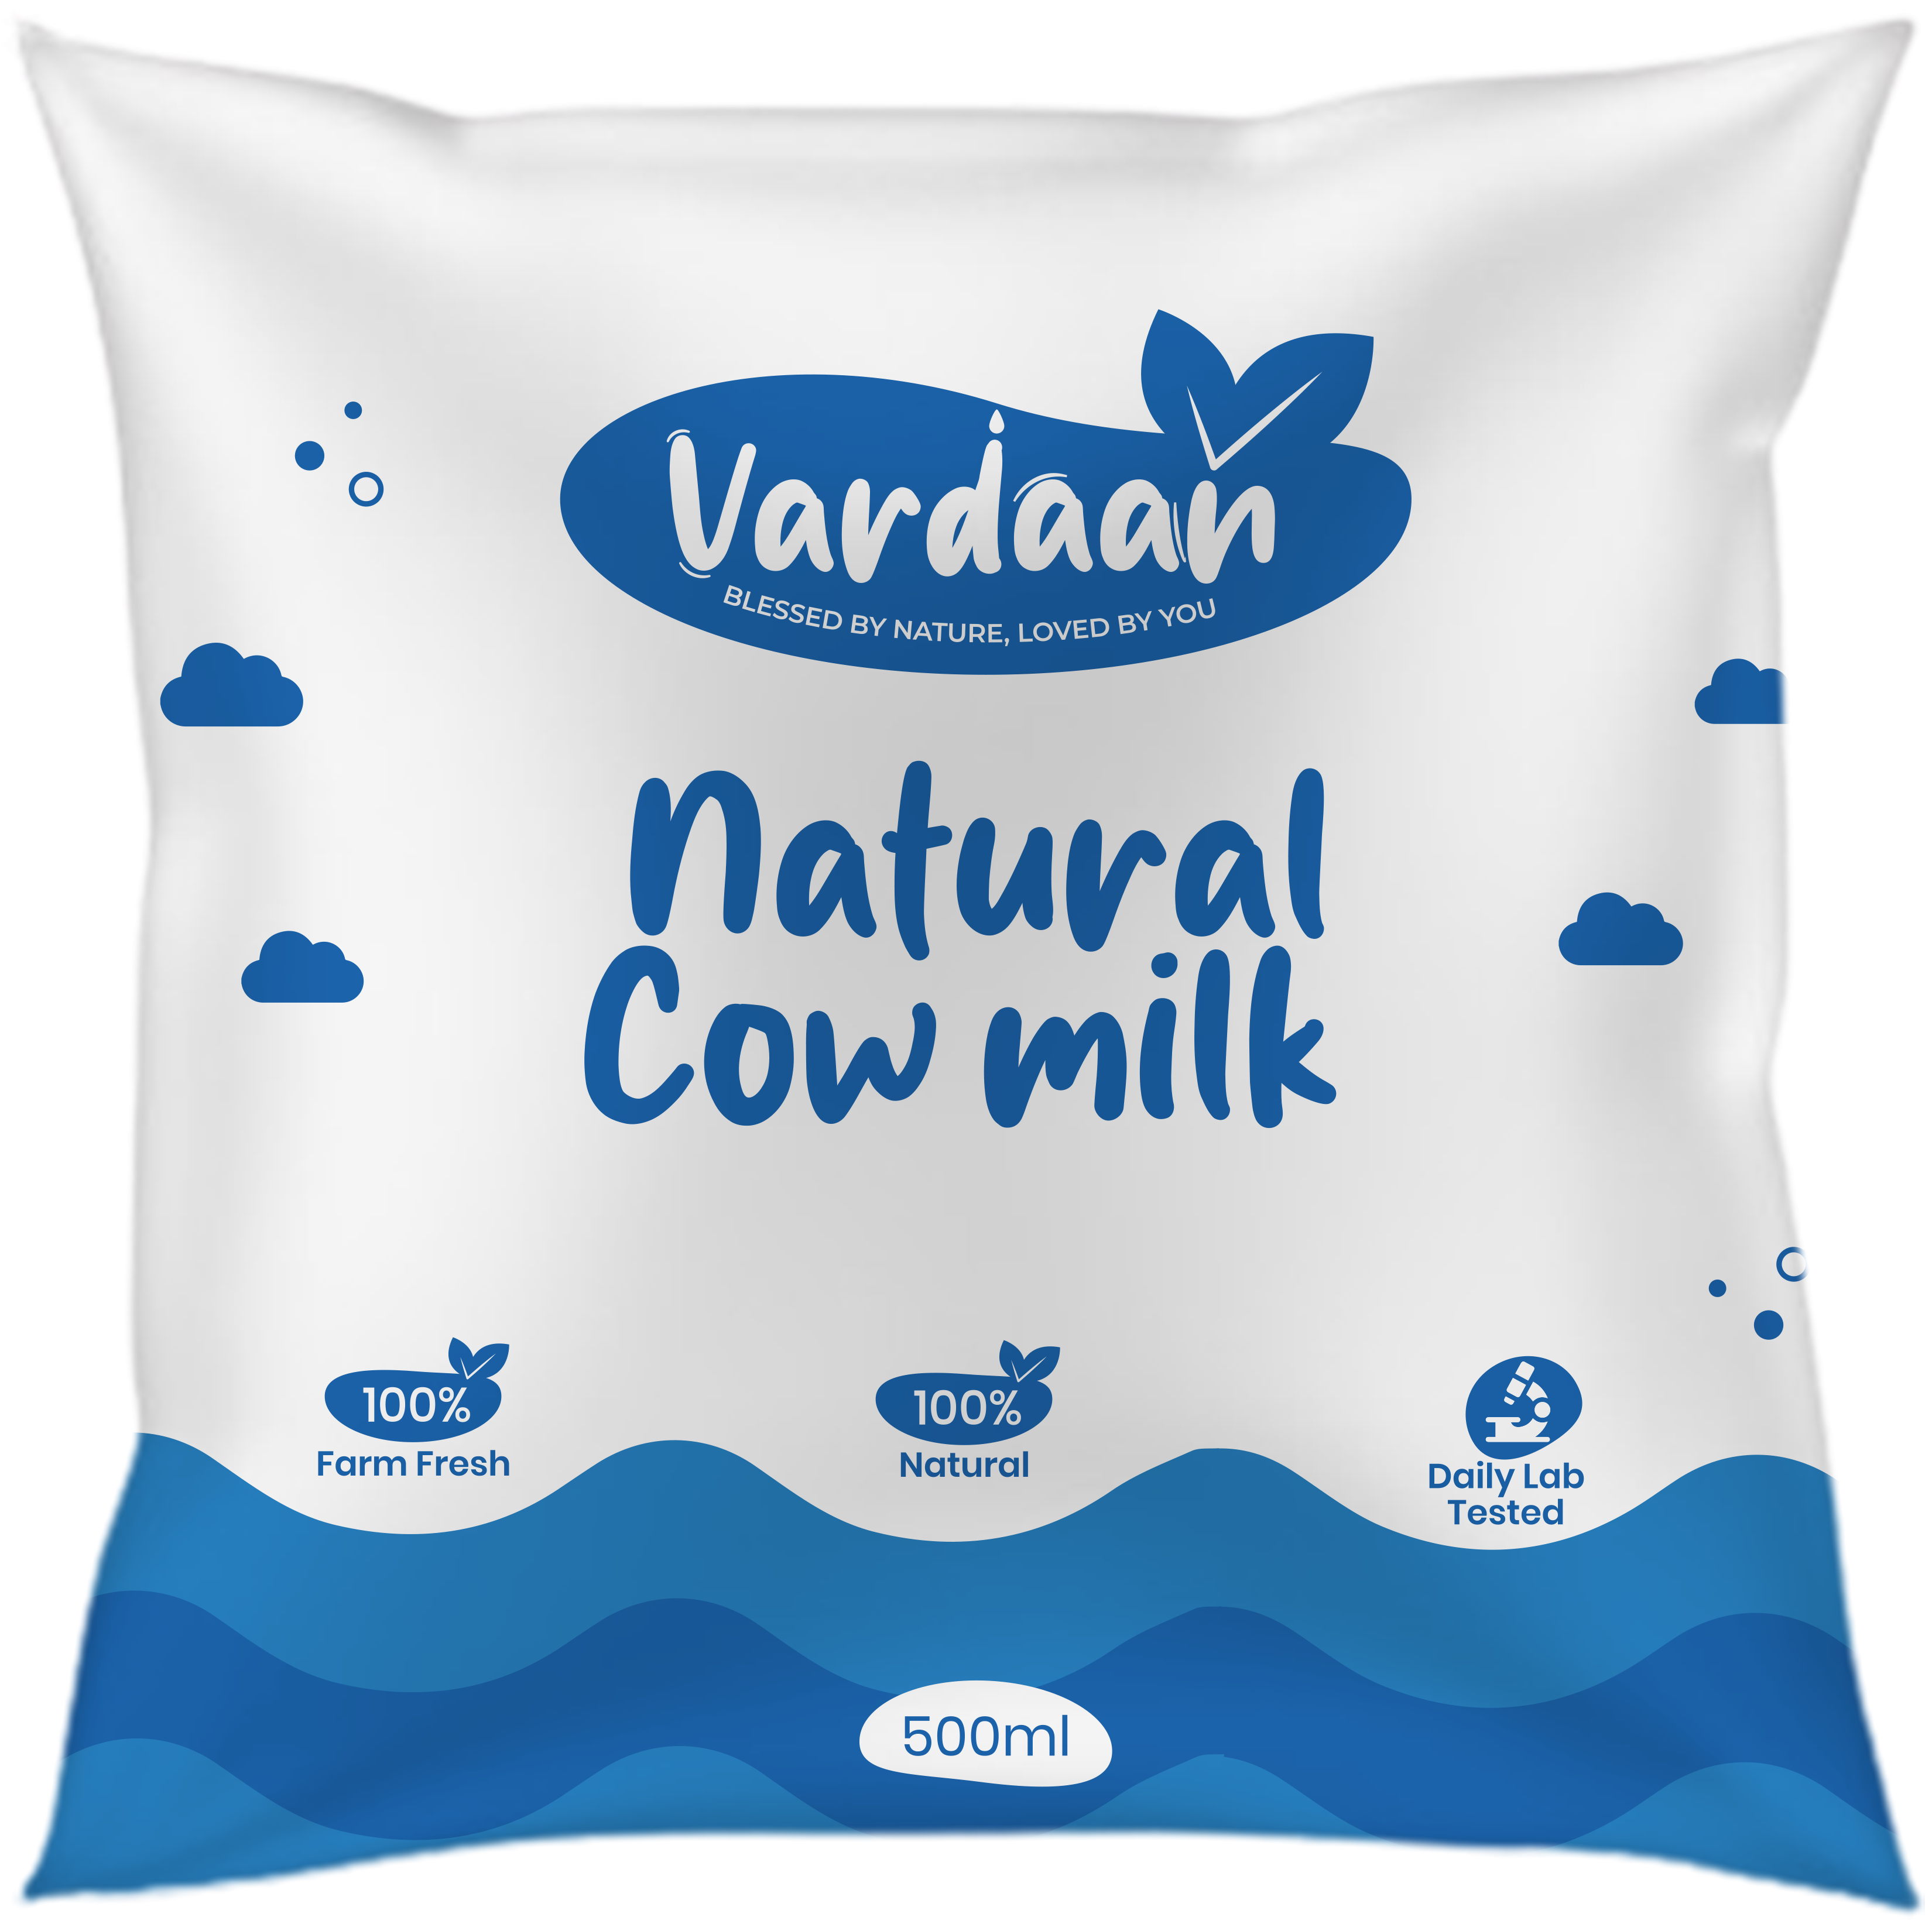 Vardaan
BLESSED BY NATURE, LOVED BY YOU
Natural
Cow milk
100%
Farm Fresh
100%
Natural
Daily Lab
Tested
500ml